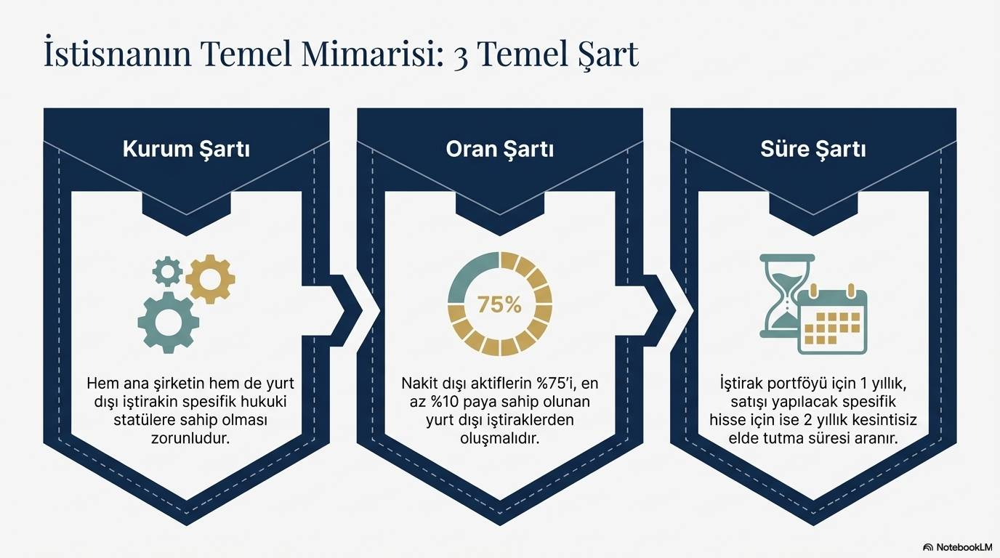 İstisnanın Temel Mimarisi: 3 Temel Şart
Kurum Şartı
Hem ana şirketin hem de yurt
dışı iştirakin spesifik hukuki
statülere sahip olması
zorunludur.
Oran Şartı
75%
Nakit dışı aktiflerin %75’i, en
az %10 paya sahip olunan
yurt dışı iştiraklerden
oluşmalıdır.
Süre Şartı
İştirak portföyü için 1 yıllık,
satışı yapılacak spesifik
hisse için ise 2 yıllık kesintisiz
elde tutma süresi aranır.
NotebookLM